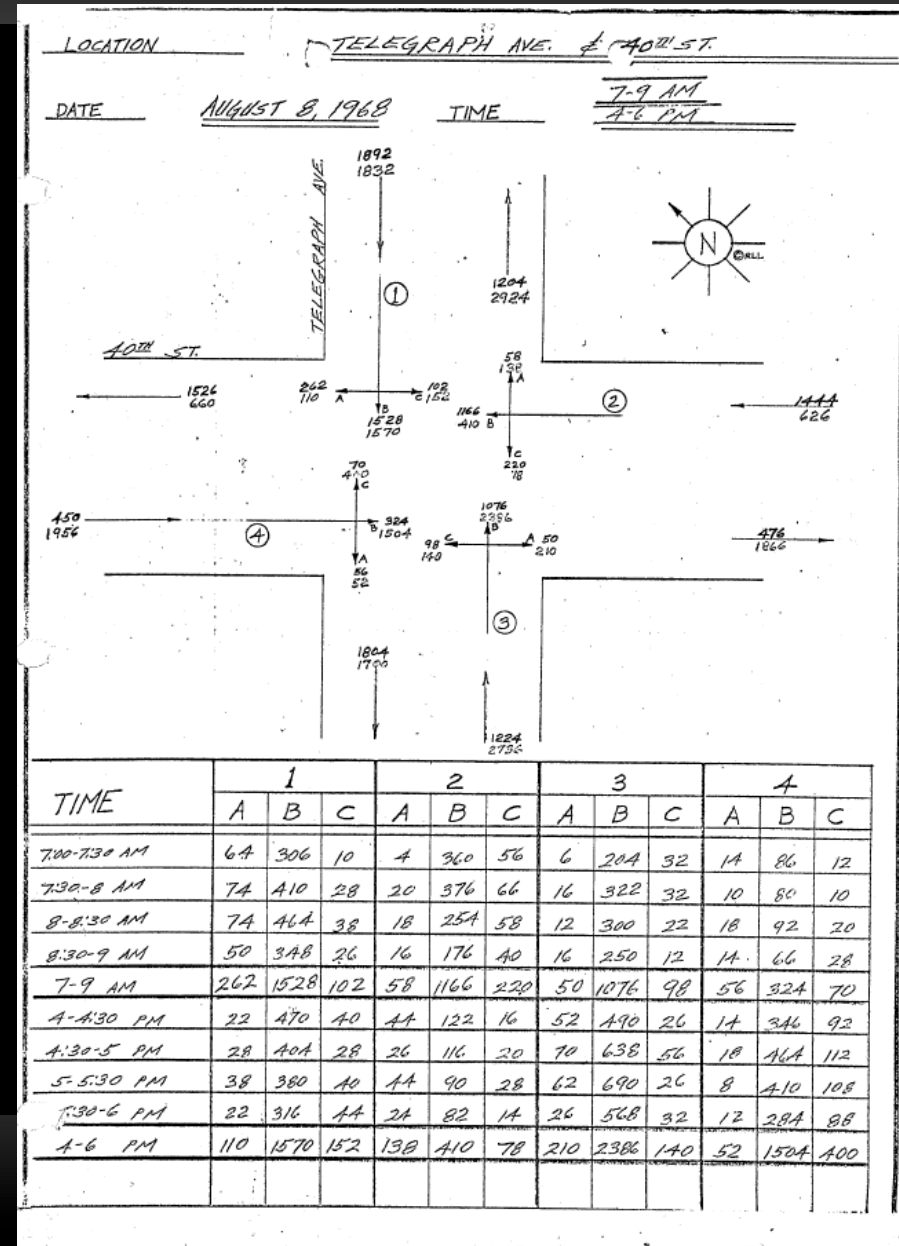 LOCATION TELEGRAPH AVE. & 40TH ST.
DATE AUGUST 8, 1968 TIME 7-9 AM
4-6 PM
1892
1832
TELEGRAPH AVE.
N
©RLL
1204
2924
1
40TH ST.
58
138
A
1526
660
262
110
A
102
152
C
B
1528
1570
2
1166
410
B
1444
626
C
220
78
70
400
C
450
1956
4
B
324
1504
A
56
52
1076
2386
B
98
140
C
A
50
210
476
1866
3
1804
1224
2736
TIME 1 2 3 4
A B C A B C A B C A B C
7:00-7:30 AM 64 306 10 4 360 56 6 204 32 14 86 12
7:30-8 AM 74 410 28 20 376 66 16 322 32 10 80 10
8-8:30 AM 74 464 38 18 254 58 12 300 22 18 92 20
8:30-9 AM 50 348 26 16 176 40 16 250 12 14 66 28
7-9 AM 262 1528 102 58 1166 220 50 1076 98 56 324 70
4-4:30 PM 22 470 40 44 122 16 52 490 26 14 346 92
4:30-5 PM 28 404 28 26 116 20 70 638 56 18 464 112
5-5:30 PM 38 380 40 44 90 28 62 690 26 8 410 108
5:30-6 PM 22 316 44 24 82 14 26 568 32 12 284 88
4-6 PM 110 1570 152 138 410 78 210 2386 140 52 1504 400